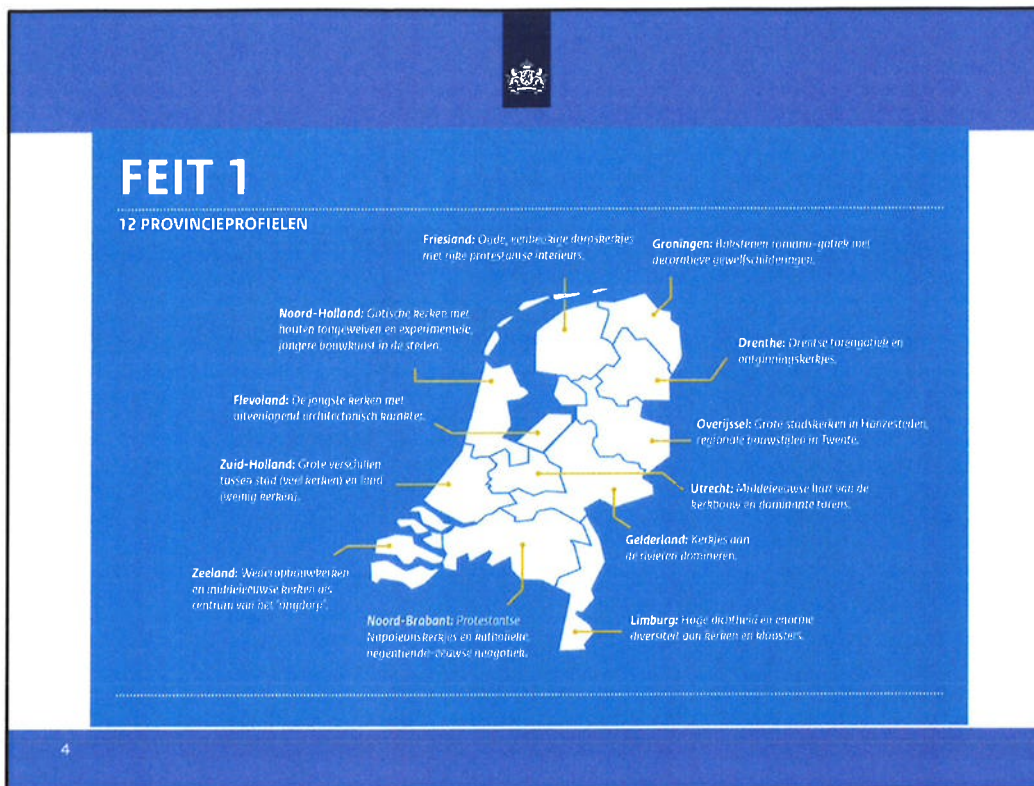 FEIT 1
12 PROVINCIEPROFIELEN
Friesland: Oude, eenbeukige dorpskerkjes
met rijke protestantse interieurs.
Groningen: Bakstenen romano-gotiek met
decoratieve gewelfschilderingen.
Noord-Holland: Gotische kerken met
houten tongewelven en experimentele,
jongere bouwkunst in de steden.
Drenthe: Drentse torengotiek en
ontginningskerkjes.
Flevoland: De jongste kerken met
uiteenlopend architectonisch karakter.
Overijssel: Grote stadskerken in Hanzesteden,
regionale bouwstijlen in Twente.
Zuid-Holland: Grote verschillen
tussen stad (veel kerken) en land
(weinig kerken).
Utrecht: Middeleeuwse hart van de
kerkbouw en dominante torens.
Gelderland: Kerkjes aan
de rivieren domineren.
Zeeland: Wederopbouwkerken
en middeleeuwse kerken als
centrum van het "ringdorp".
Noord-Brabant: Protestantse
Napoleonskerkjes en katholieke,
negentiende-eeuwse neogotiek.
Limburg: Hoge dichtheid en enorme
diversiteit aan kerken en kloosters.
4